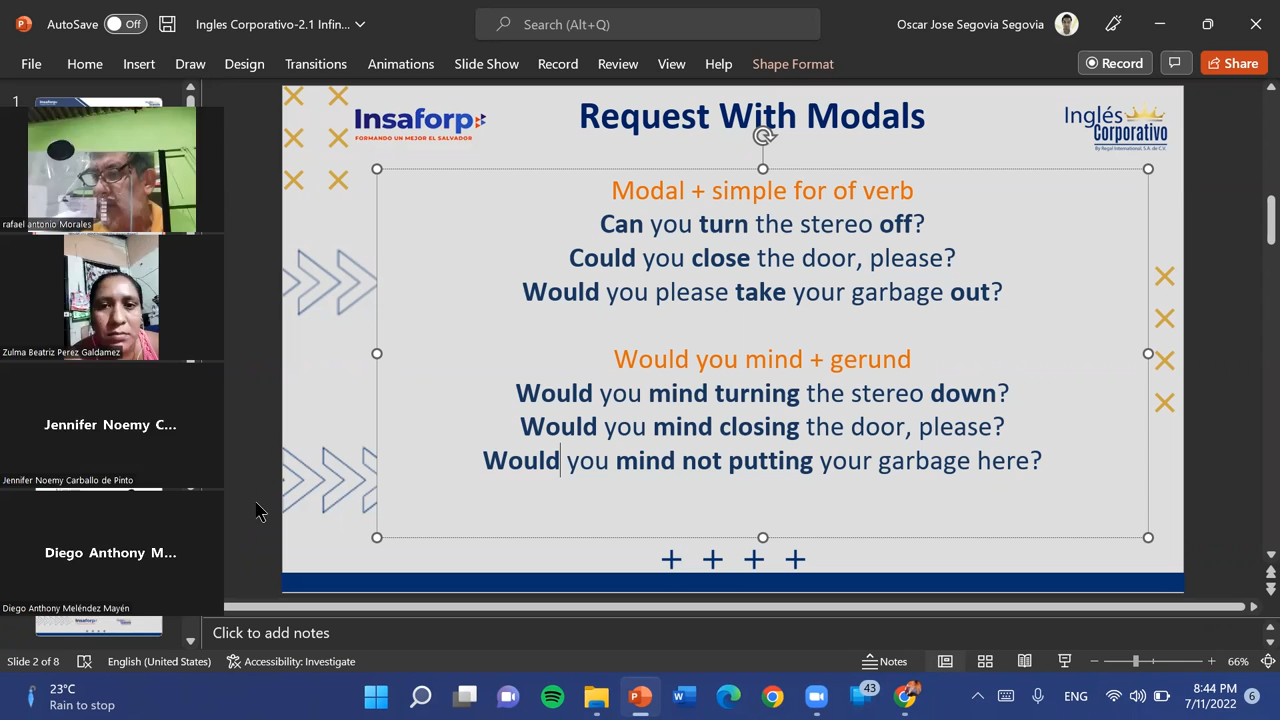 AutoSave Off Ingles Corporativo-2.1 Infin... Search (Alt+Q) Oscar Jose Segovia Segovia
File Home Insert Draw Design Transitions Animations Slide Show Record Review View Help Shape Format Record Share
1
rafael antonio Morales
Zulma Beatriz Perez Galdamez
Jennifer Noemy C...
Jennifer Noemy Carballo de Pinto
Diego Anthony M...
Diego Anthony Meléndez Mayén
Insaforp
FORMANDO UN MEJOR EL SALVADOR
Request With Modals
Inglés
Corporativo
By Regal International, S.A. de C.V.
Modal + simple for of verb
Can you turn the stereo off?
Could you close the door, please?
Would you please take your garbage out?
Would you mind + gerund
Would you mind turning the stereo down?
Would you mind closing the door, please?
Would you mind not putting your garbage here?
Click to add notes
Slide 2 of 8 English (United States) Accessibility: Investigate Notes 66%
23°C
Rain to stop
43
ENG
8:44 PM
7/11/2022
6